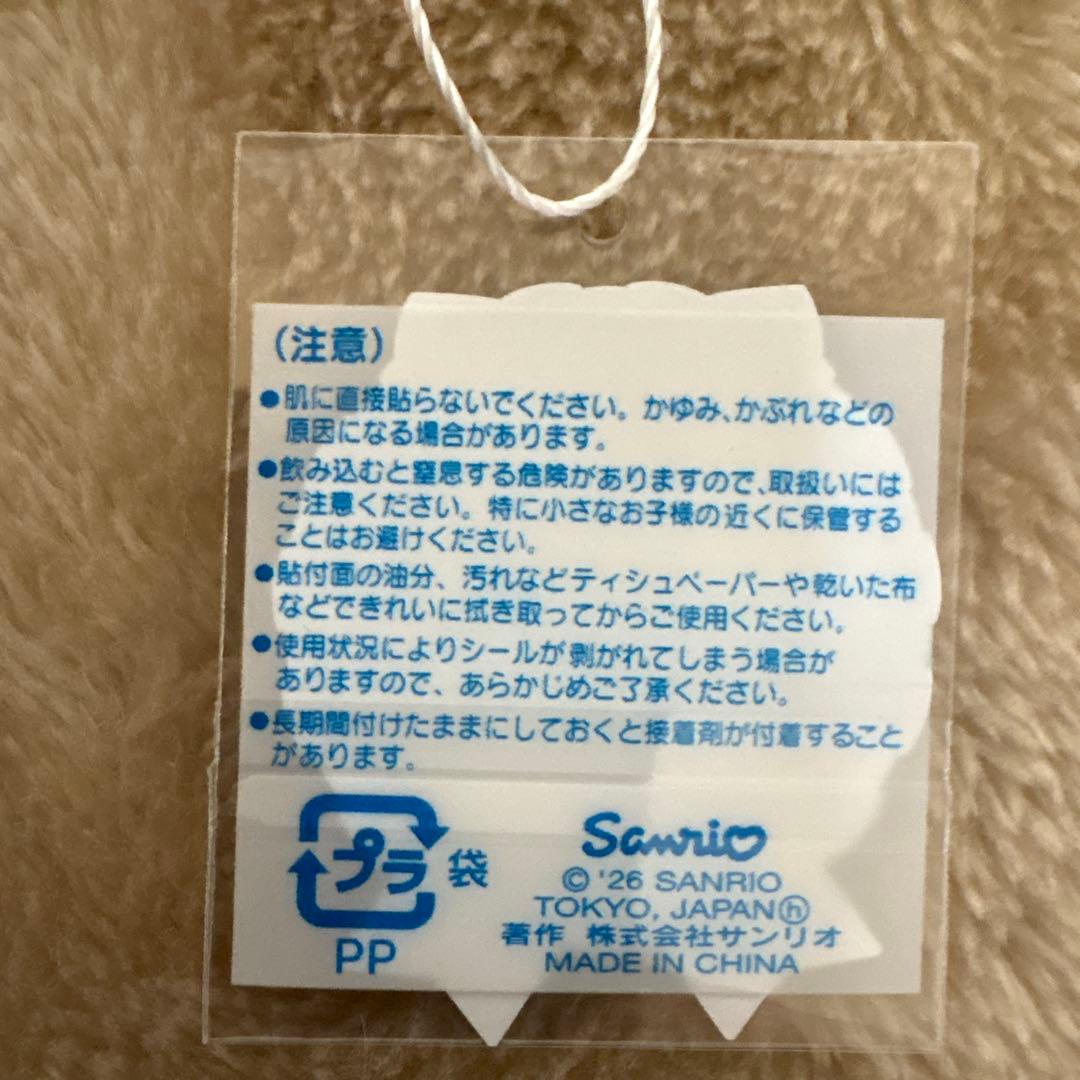 (注意)
●肌に直接貼らないでください。かゆみ、かぶれなどの
原因になる場合があります。
●飲み込むと窒息する危険がありますので、取扱いには
ご注意ください。特に小さなお子様の近くに保管する
ことはお避けください。
●貼付面の油分、汚れなどティシュペーパーや乾いた布
などできれいに拭き取ってからご使用ください。
●使用状況によりシールが剥がれてしまう場合が
ありますので、あらかじめご了承ください。
●長期間付けたままにしておくと接着剤が付着すること
があります。
プラ 袋
PP
Sanrio
© '26 SANRIO
TOKYO, JAPANⓗ
著作 株式会社サンリオ
MADE IN CHINA